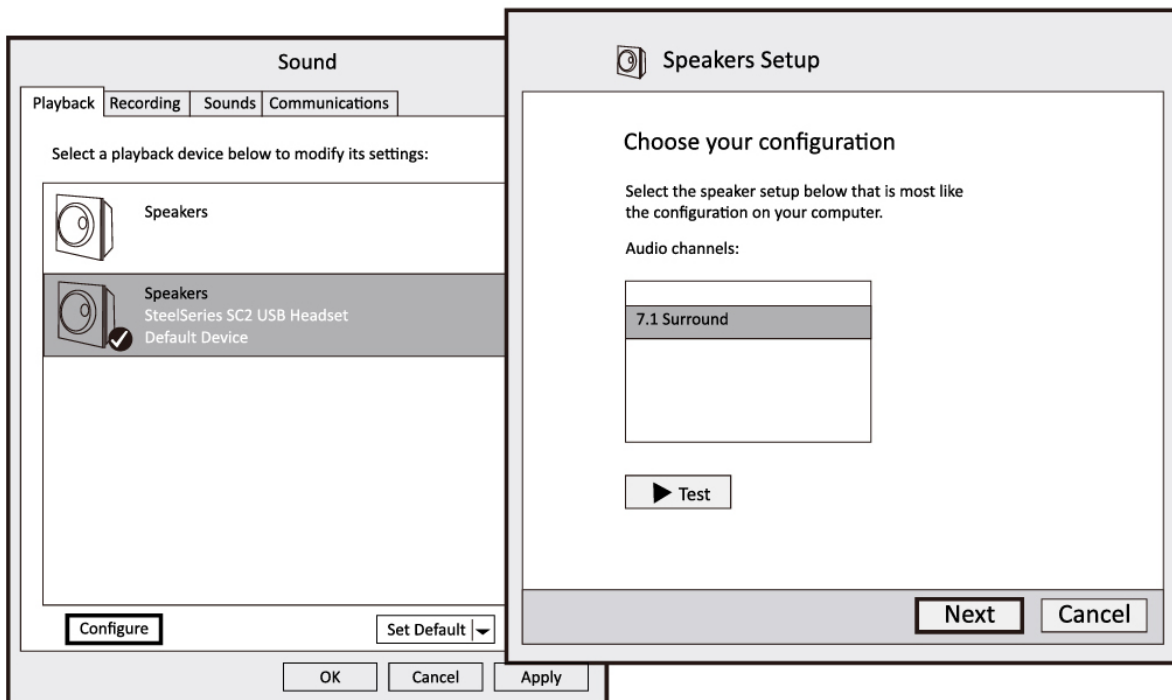 Sound
Playback Recording Sounds Communications
Select a playback device below to modify its settings:
Speakers
Speakers
SteelSeries SC2 USB Headset
Default Device
Configure
Set Default
OK Cancel Apply
Speakers Setup
Choose your configuration
Select the speaker setup below that is most like
the configuration on your computer.
Audio channels:
7.1 Surround
Test
Next Cancel